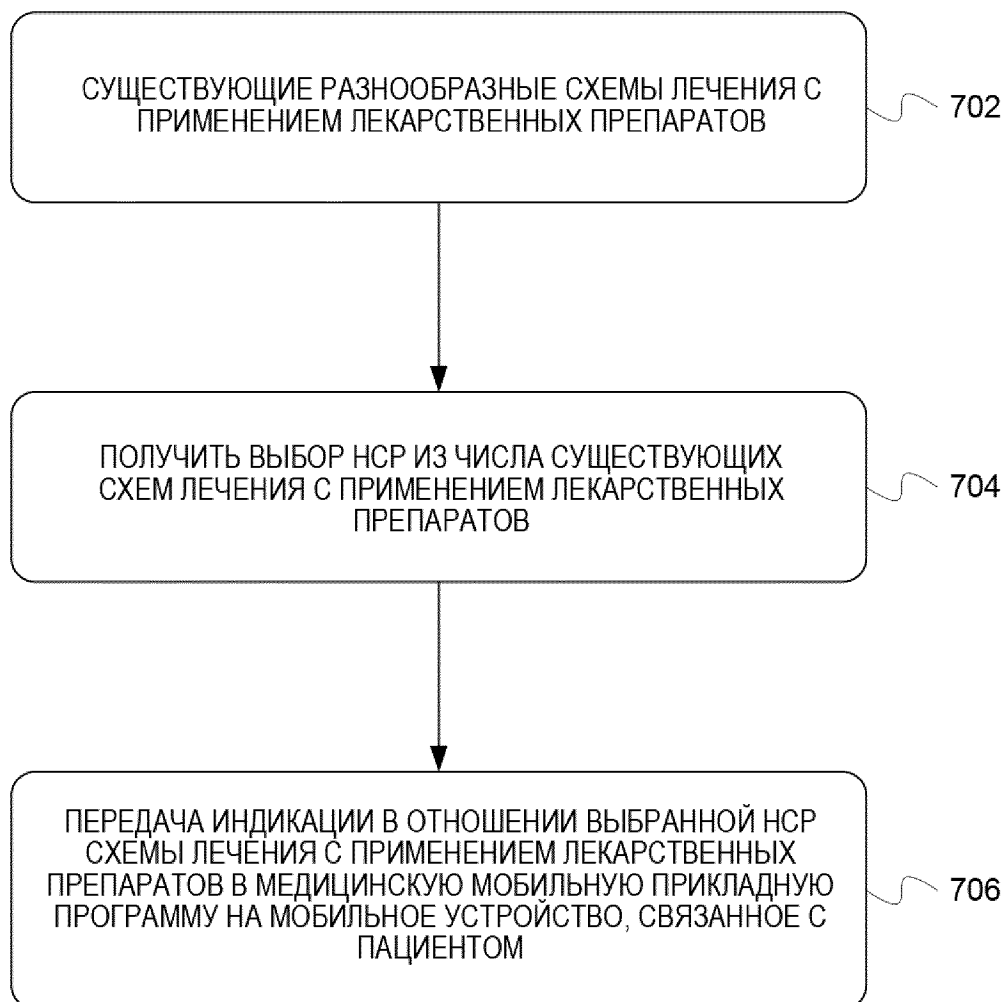 СУЩЕСТВУЮЩИЕ РАЗНООБРАЗНЫЕ СХЕМЫ ЛЕЧЕНИЯ С
ПРИМЕНЕНИЕМ ЛЕКАРСТВЕННЫХ ПРЕПАРАТОВ
702
ПОЛУЧИТЬ ВЫБОР НСР ИЗ ЧИСЛА СУЩЕСТВУЮЩИХ
СХЕМ ЛЕЧЕНИЯ С ПРИМЕНЕНИЕМ ЛЕКАРСТВЕННЫХ
ПРЕПАРАТОВ
704
ПЕРЕДАЧА ИНДИКАЦИИ В ОТНОШЕНИИ ВЫБРАННОЙ НСР
СХЕМЫ ЛЕЧЕНИЯ С ПРИМЕНЕНИЕМ ЛЕКАРСТВЕННЫХ
ПРЕПАРАТОВ В МЕДИЦИНСКУЮ МОБИЛЬНУЮ ПРИКЛАДНУЮ
ПРОГРАММУ НА МОБИЛЬНОЕ УСТРОЙСТВО, СВЯЗАННОЕ С
ПАЦИЕНТОМ
706